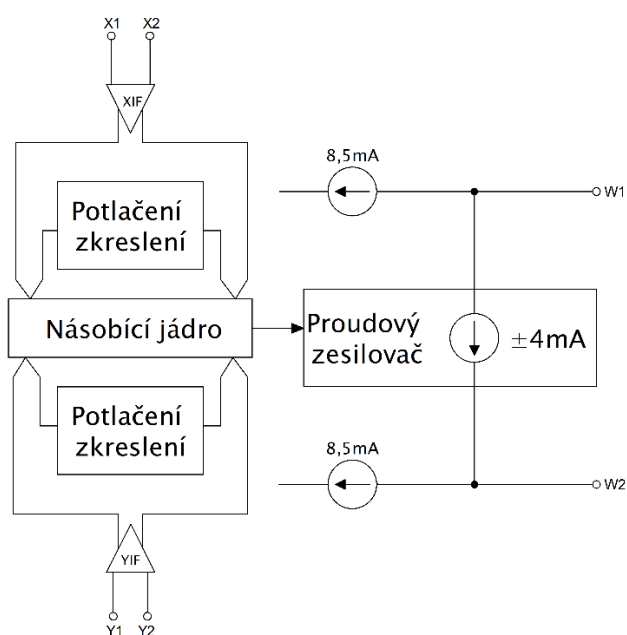 X1 X2
XIF
8,5mA
W1
Potlačení
zkreslení
Násobící jádro
Proudový
zesilovač
±4mA
Potlačení
zkreslení
8,5mA
W2
YIF
Y1 Y2